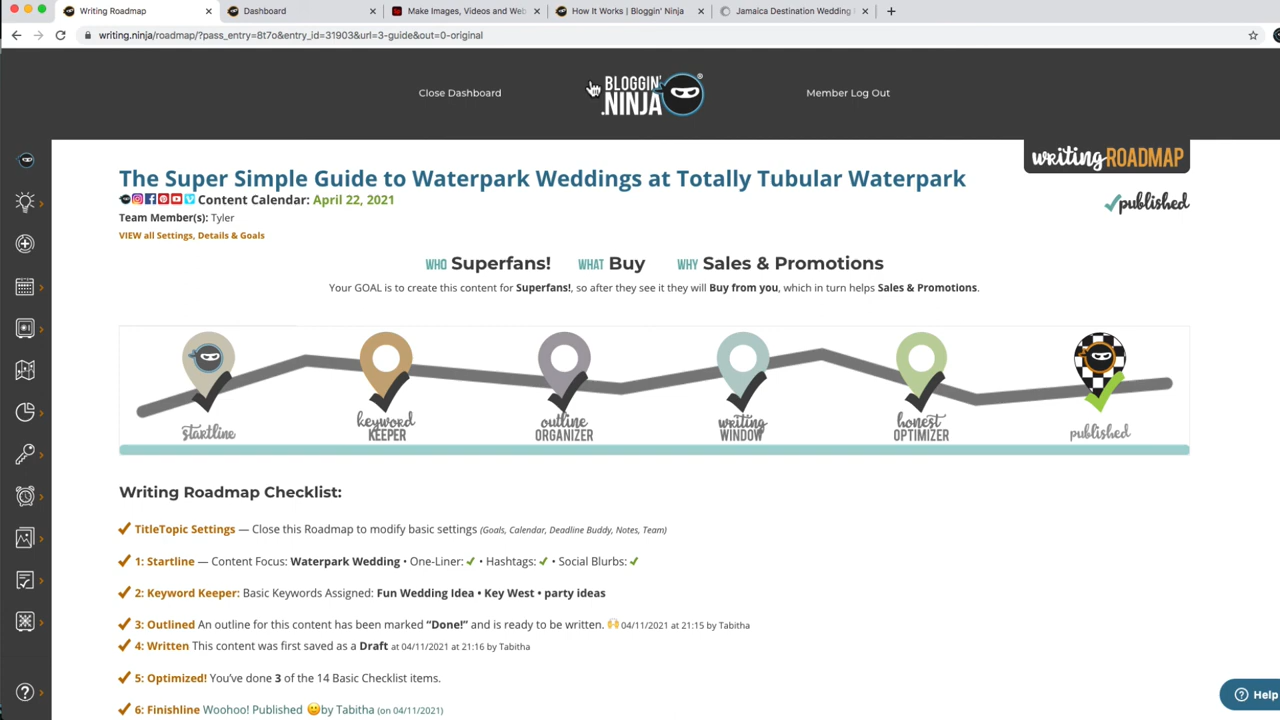 Writing Roadmap
Dashboard
Make Images, Videos and Web
How It Works | Bloggin' Ninja
Jamaica Destination Wedding
writing.ninja/roadmap/?pass_entry=8t7o&entry_id=31903&url=3-guide&out=0-original
Close Dashboard
BLOGGIN'
.NINJA
Member Log Out
writing ROADMAP
The Super Simple Guide to Waterpark Weddings at Totally Tubular Waterpark
Content Calendar: April 22, 2021
published
Team Member(s): Tyler
VIEW all Settings, Details & Goals
WHO Superfans! WHAT Buy WHY Sales & Promotions
Your GOAL is to create this content for Superfans!, so after they see it they will Buy from you, which in turn helps Sales & Promotions.
startline
keyword KEEPER
outline ORGANIZER
writing WINDOW
honest OPTIMIZER
published
Writing Roadmap Checklist:
TitleTopic Settings — Close this Roadmap to modify basic settings (Goals, Calendar, Deadline Buddy, Notes, Team)
1: Startline — Content Focus: Waterpark Wedding • One-Liner: ✓ • Hashtags: ✓ • Social Blurbs: ✓
2: Keyword Keeper: Basic Keywords Assigned: Fun Wedding Idea • Key West • party ideas
3: Outlined An outline for this content has been marked “Done!” and is ready to be written. 🙌 04/11/2021 at 21:15 by Tabitha
4: Written This content was first saved as a Draft at 04/11/2021 at 21:16 by Tabitha
5: Optimized! You’ve done 3 of the 14 Basic Checklist items.
6: Finishline Woohoo! Published 🙂by Tabitha (on 04/11/2021)
Help